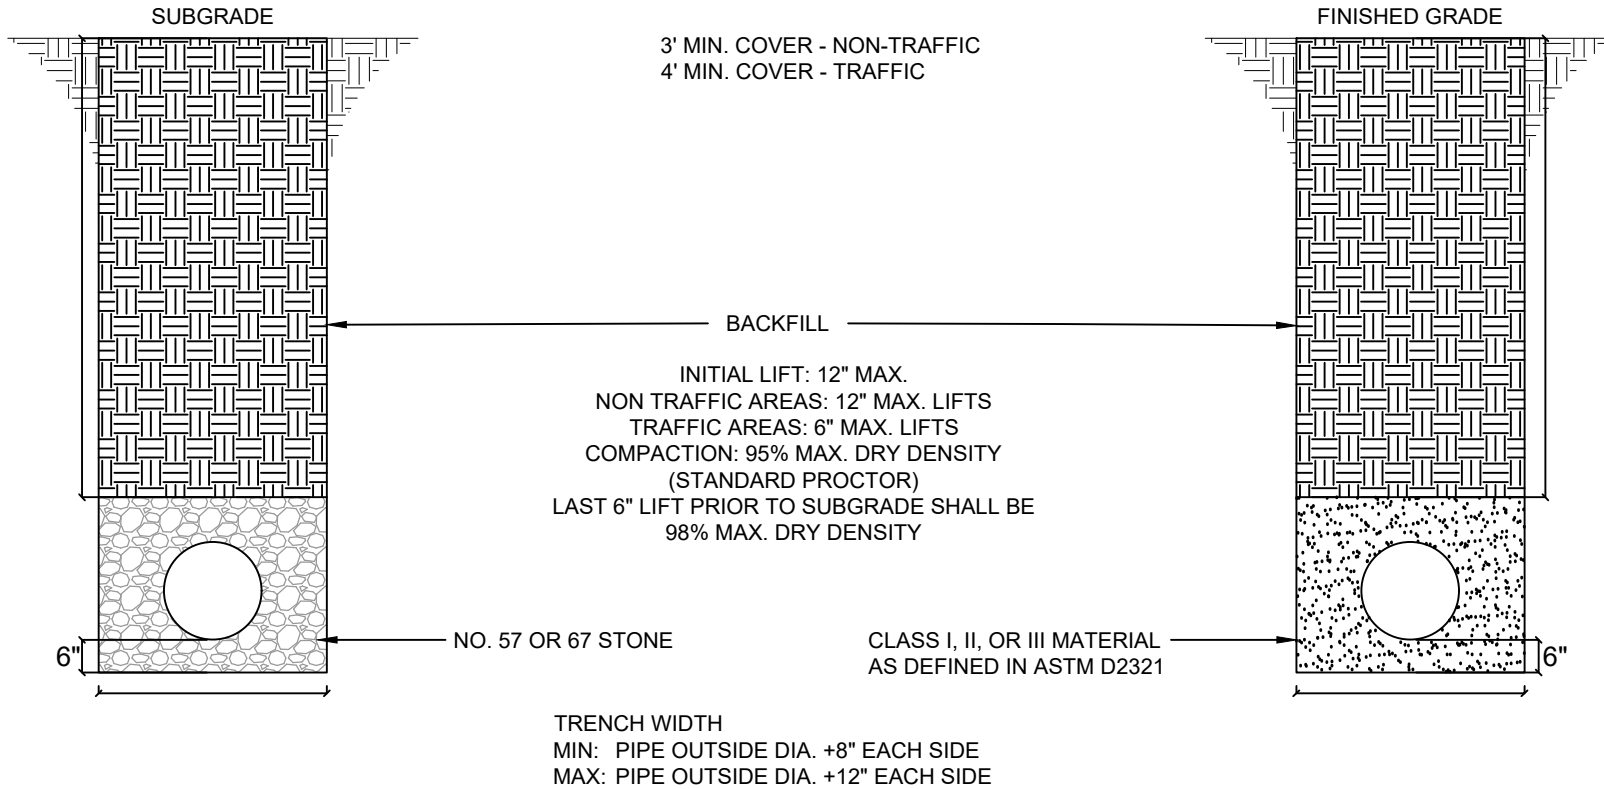 SUBGRADE
FINISHED GRADE
3' MIN. COVER - NON-TRAFFIC
4' MIN. COVER - TRAFFIC
BACKFILL
INITIAL LIFT: 12" MAX.
NON TRAFFIC AREAS: 12" MAX. LIFTS
TRAFFIC AREAS: 6" MAX. LIFTS
COMPACTION: 95% MAX. DRY DENSITY
(STANDARD PROCTOR)
LAST 6" LIFT PRIOR TO SUBGRADE SHALL BE
98% MAX. DRY DENSITY
6"
NO. 57 OR 67 STONE
CLASS I, II, OR III MATERIAL
AS DEFINED IN ASTM D2321
6"
TRENCH WIDTH
MIN: PIPE OUTSIDE DIA. +8" EACH SIDE
MAX: PIPE OUTSIDE DIA. +12" EACH SIDE